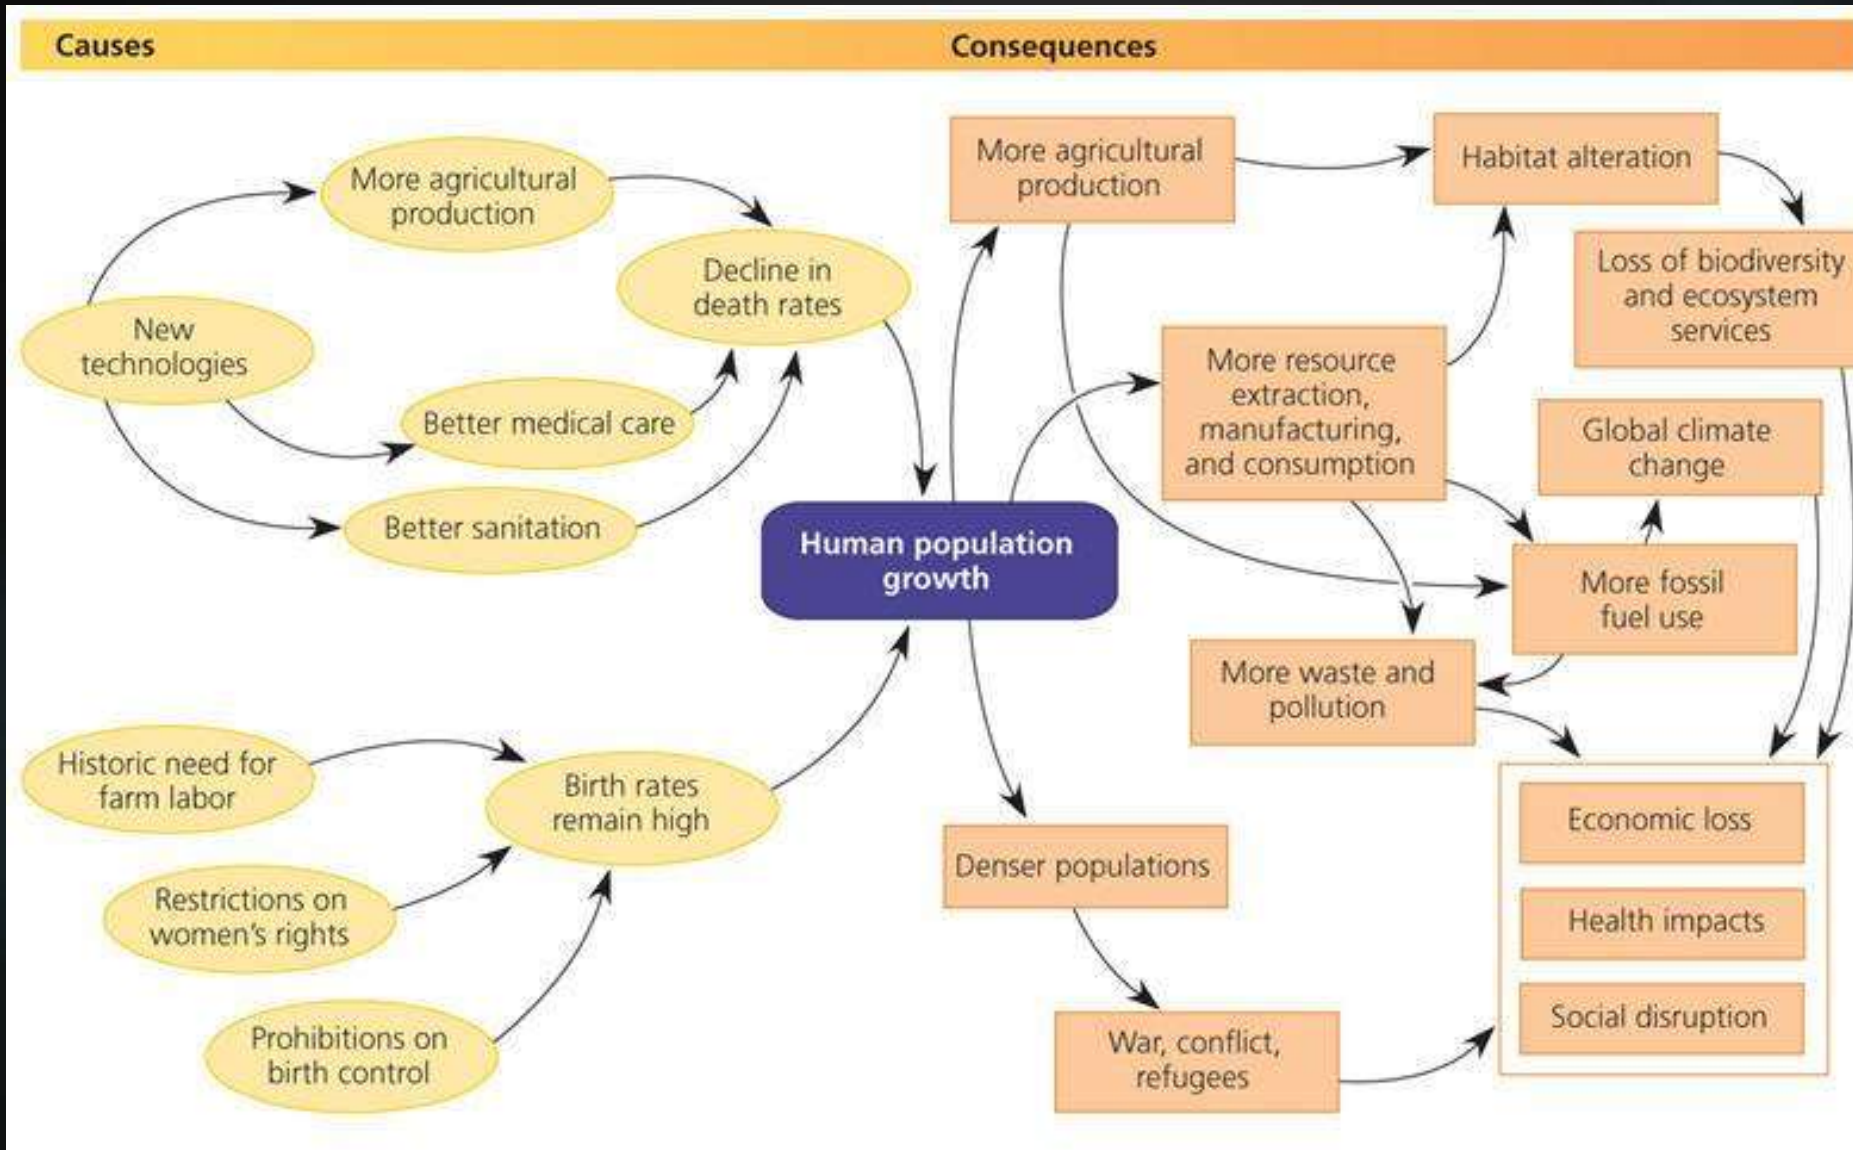 Causes
Consequences
More agricultural
production
Decline in
death rates
New
technologies
Better medical care
Better sanitation
Human population
growth
Historic need for
farm labor
Birth rates
remain high
Restrictions on
women's rights
Prohibitions on
birth control
More agricultural
production
Habitat alteration
Loss of biodiversity
and ecosystem
services
More resource
extraction,
manufacturing,
and consumption
Global climate
change
More fossil
fuel use
More waste and
pollution
Denser populations
War, conflict,
refugees
Economic loss
Health impacts
Social disruption